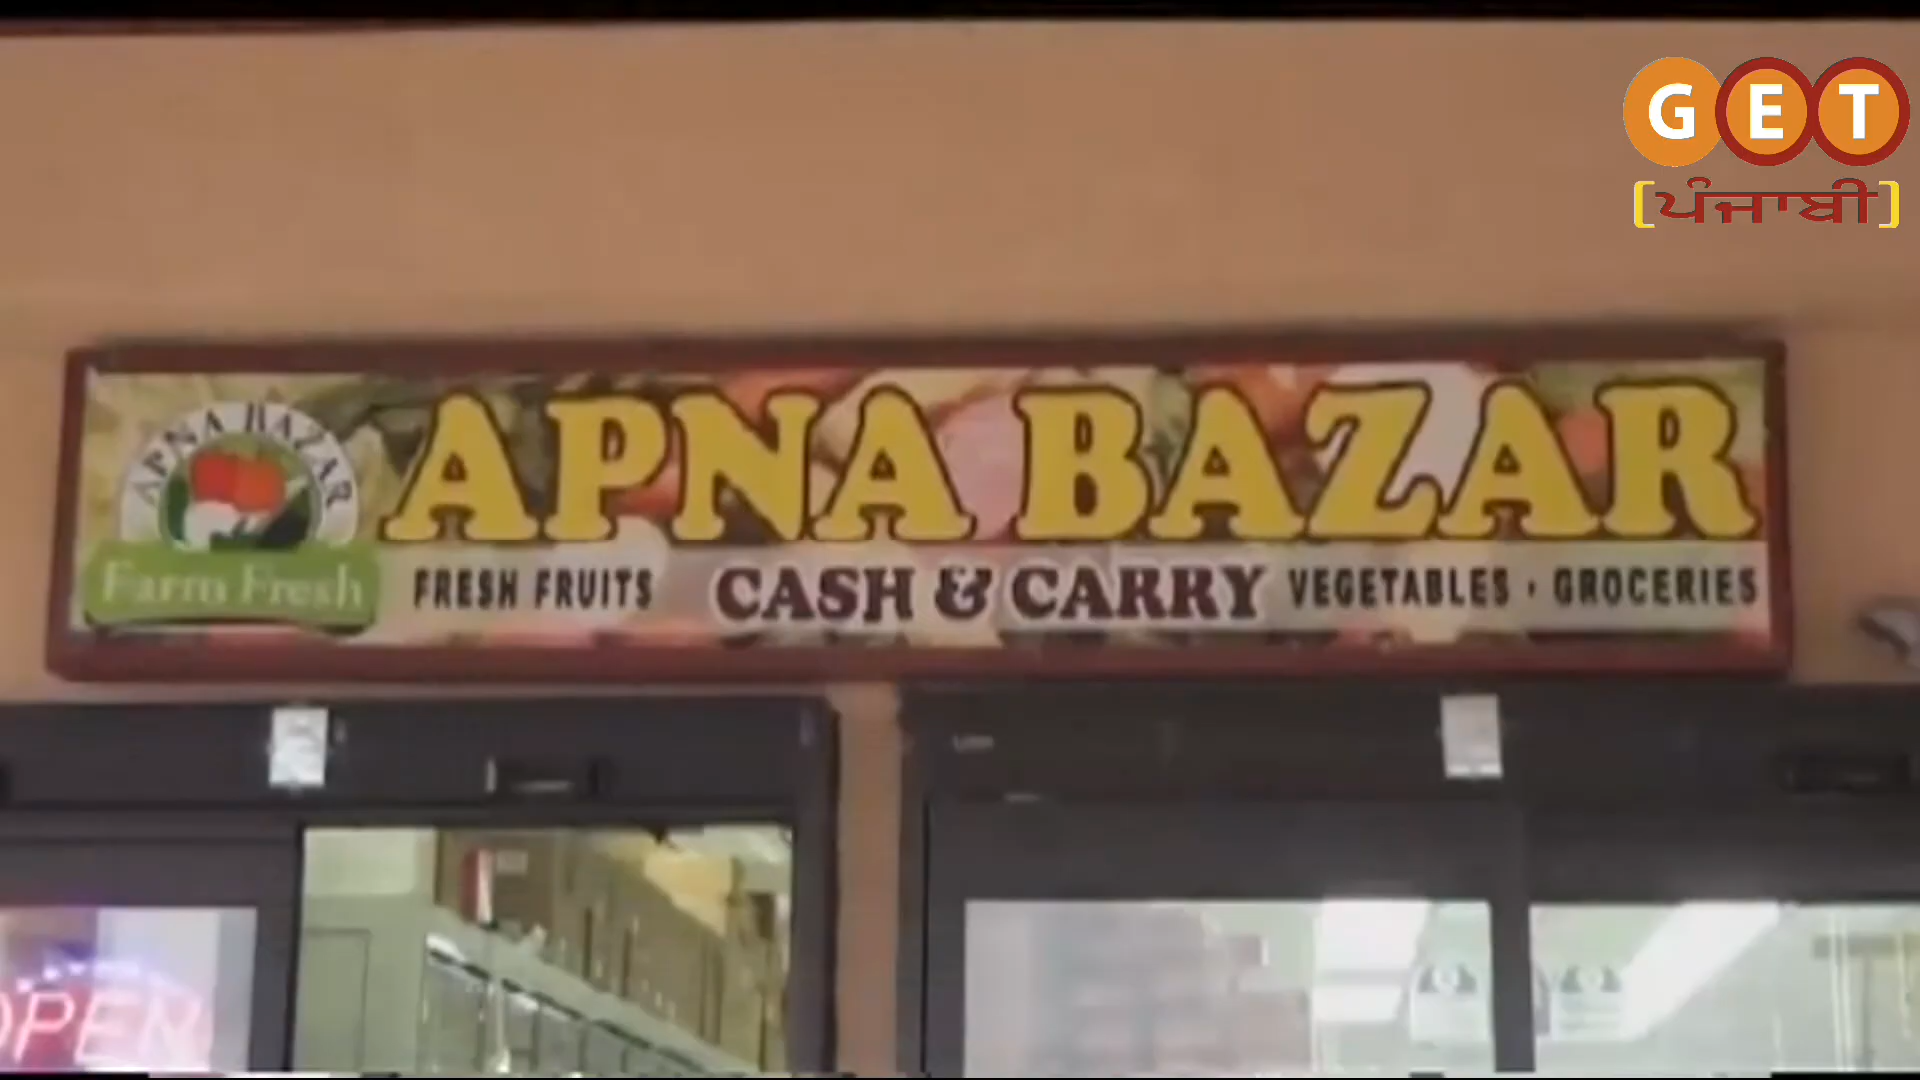 GET
[ਪੰਜਾਬੀ]
APNA BAZAR
APNA BAZAR
Farm Fresh
FRESH FRUITS CASH & CARRY VEGETABLES • GROCERIES
OPEN